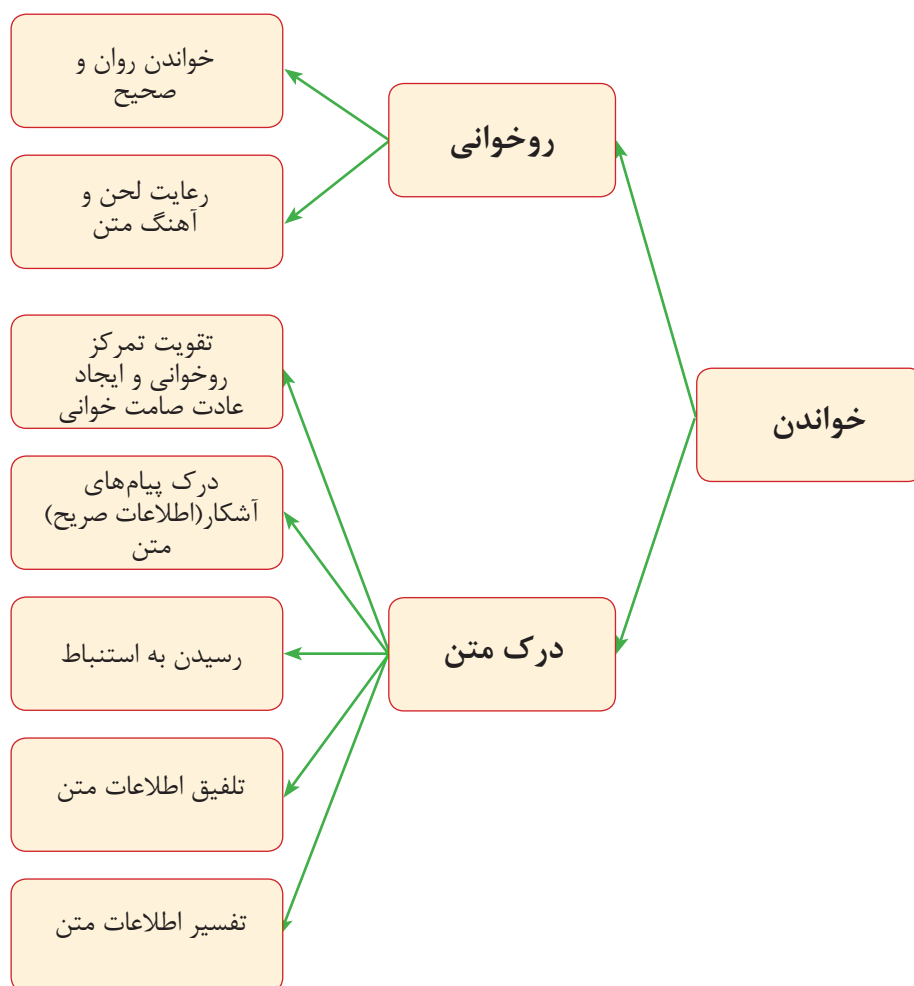 خواندن
روخوانی
خواندن روان و
صحیح
رعایت لحن و
آهنگ متن
درک متن
تقویت تمرکز
روخوانی و ایجاد
عادت صامت خوانی
درک پیام‌های
آشکار(اطلاعات صریح)
متن
رسیدن به استنباط
تلفیق اطلاعات متن
تفسیر اطلاعات متن